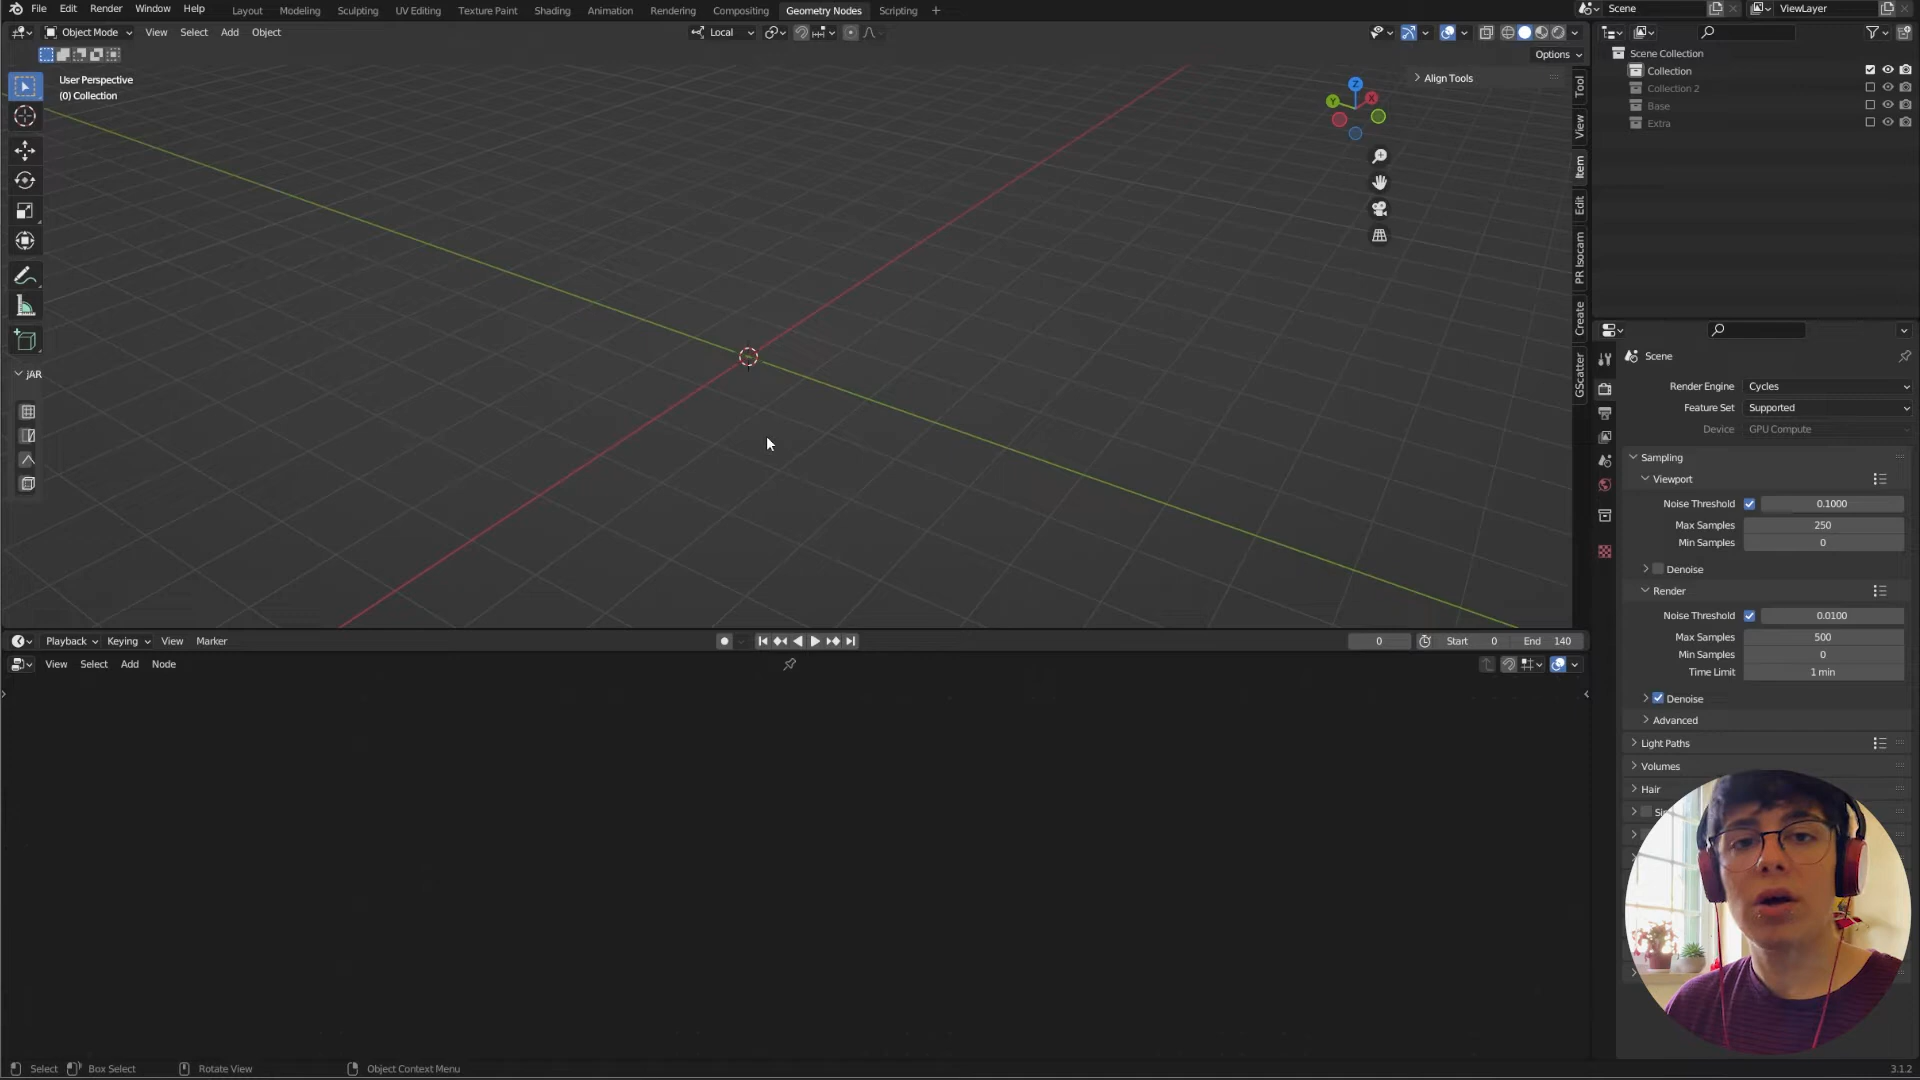 File Edit Render Window Help
Layout Modeling Sculpting UV Editing Texture Paint Shading Animation Rendering Compositing Geometry Nodes Scripting +
Scene
ViewLayer
Object Mode View Select Add Object
Local
Options
User Perspective
(0) Collection
Align Tools
Z
Y
X
Tool
View
Item
Edit
PR Isocam
Create
GScatter
jAR
Scene Collection
Collection
Collection 2
Base
Extra
Scene
Render Engine Cycles
Feature Set Supported
Device GPU Compute
Sampling
Viewport
Noise Threshold 0.1000
Max Samples 250
Min Samples 0
Denoise
Render
Noise Threshold 0.0100
Max Samples 500
Min Samples 0
Time Limit 1 min
Denoise
Advanced
Light Paths
Volumes
Hair
Playback Keying View Marker
0 Start 0 End 140
View Select Add Node
Select Box Select Rotate View Object Context Menu
3.1.2